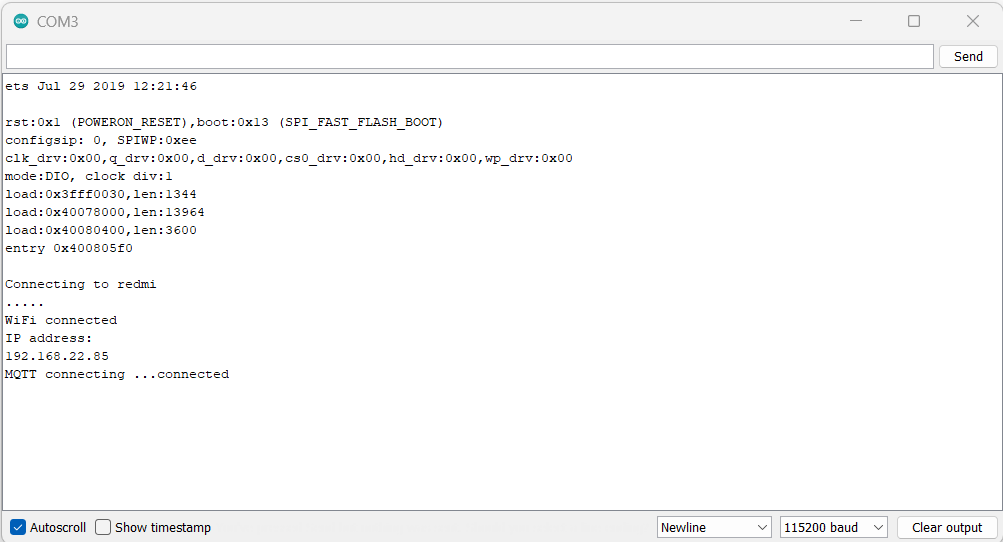 COM3
Send
ets Jul 29 2019 12:21:46
rst:0x1 (POWERON_RESET),boot:0x13 (SPI_FAST_FLASH_BOOT)
configsip: 0, SPIWP:0xee
clk_drv:0x00,q_drv:0x00,d_drv:0x00,cs0_drv:0x00,hd_drv:0x00,wp_drv:0x00
mode:DIO, clock div:1
load:0x3fff0030,len:1344
load:0x40078000,len:13964
load:0x40080400,len:3600
entry 0x400805f0
Connecting to redmi
.....
WiFi connected
IP address:
192.168.22.85
MQTT connecting ...connected
Autoscroll Show timestamp Newline 115200 baud Clear output